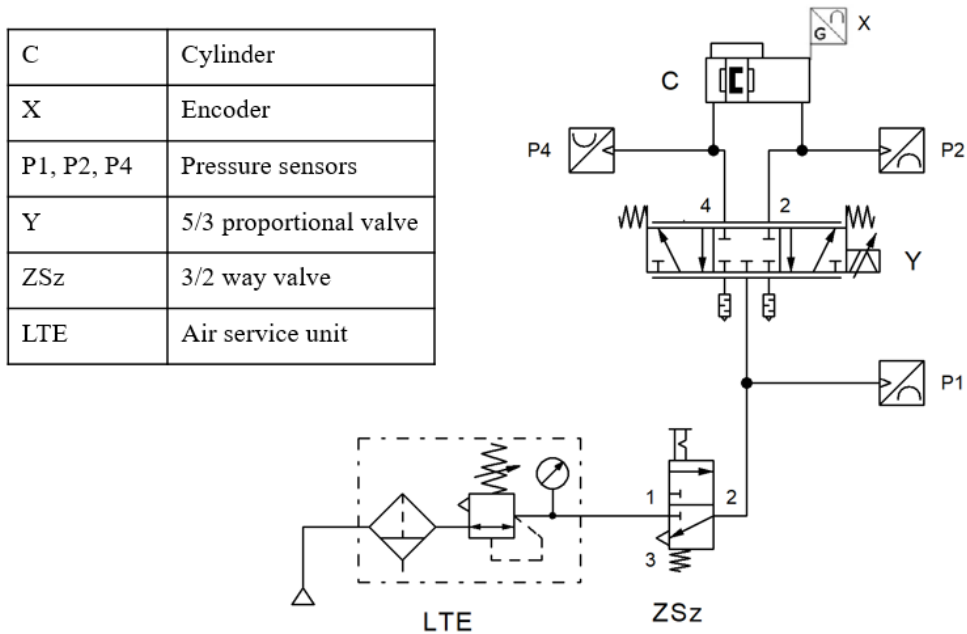 C Cylinder
X Encoder
P1, P2, P4 Pressure sensors
Y 5/3 proportional valve
ZSz 3/2 way valve
LTE Air service unit
G X
C
P4 P2
4 2
Y
P1
1 2
3
LTE ZSz